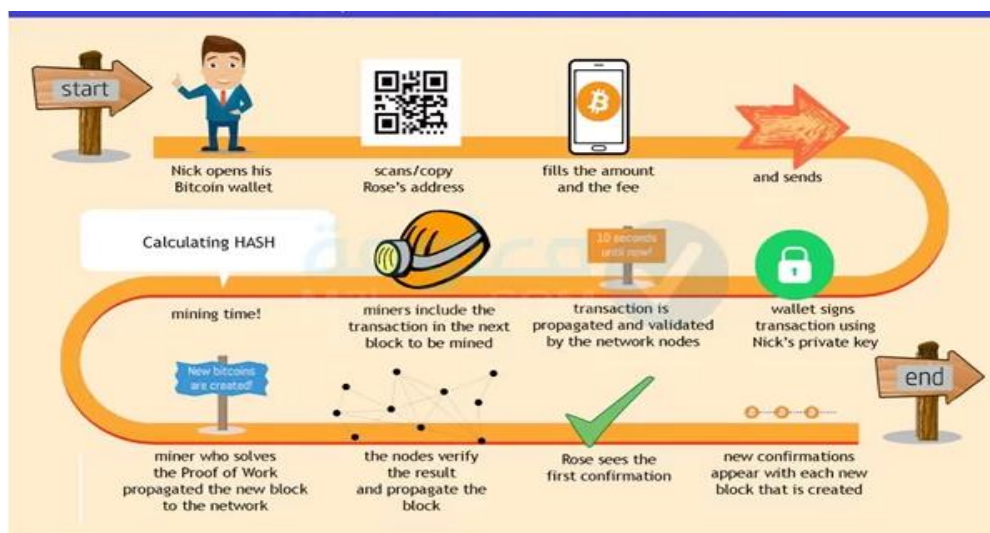 start
Nick opens his
Bitcoin wallet
scans/copy
Rose's address
fills the amount
and the fee
and sends
wallet signs
transaction using
Nick's private key
10 seconds
until now!
transaction is
propagated and validated
by the network nodes
miners include the
transaction in the next
block to be mined
Calculating HASH
mining time!
New bitcoins
are created!
miner who solves
the Proof of Work
propagated the new block
to the network
the nodes verify
the result
and propagate the
block
Rose sees the
first confirmation
new confirmations
appear with each new
block that is created
end